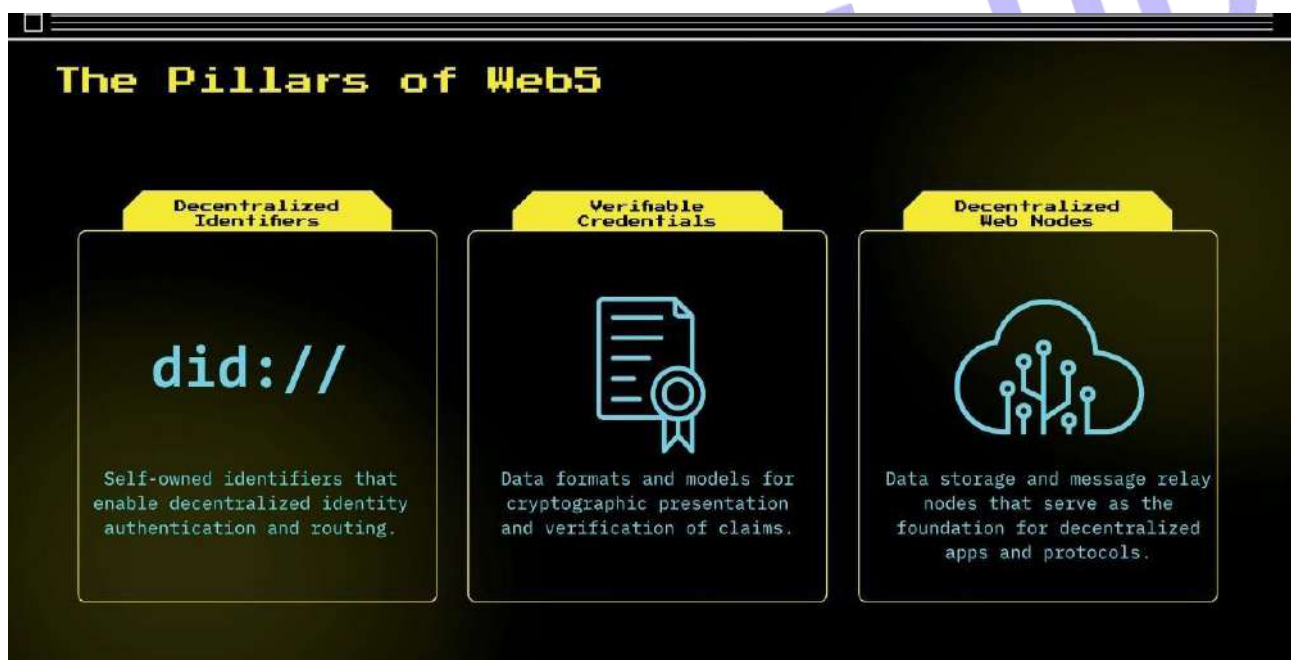 The Pillars of Web5
Decentralized
Identifiers
did://
Self-owned identifiers that
enable decentralized identity
authentication and routing.
Verifiable
Credentials
Data formats and models for
cryptographic presentation
and verification of claims.
Decentralized
Web Nodes
Data storage and message relay
nodes that serve as the
foundation for decentralized
apps and protocols.